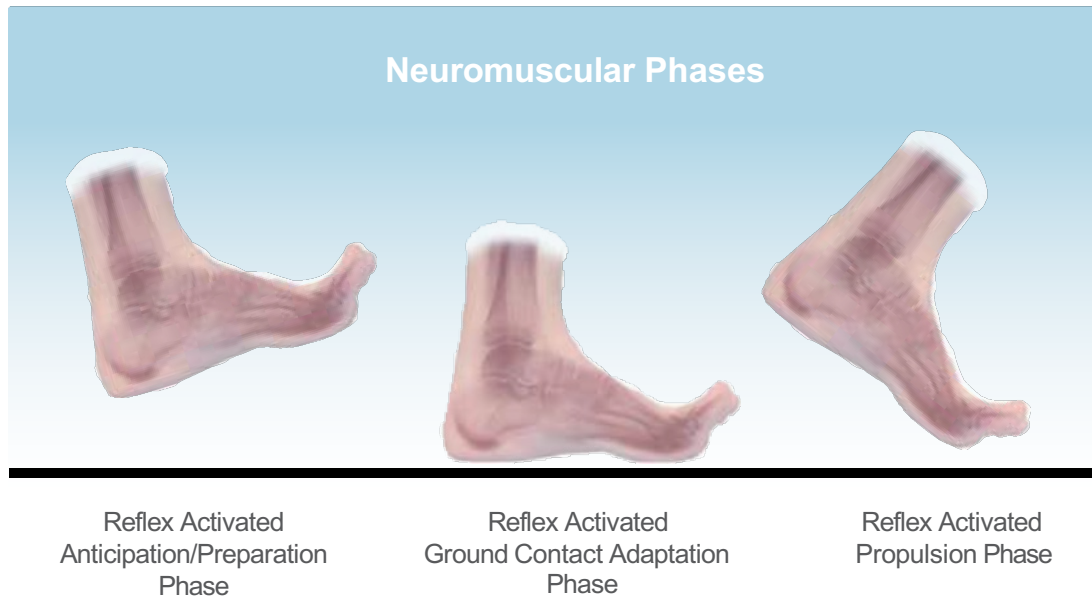 Neuromuscular Phases
Reflex Activated
Anticipation/Preparation
Phase
Reflex Activated
Ground Contact Adaptation
Phase
Reflex Activated
Propulsion Phase